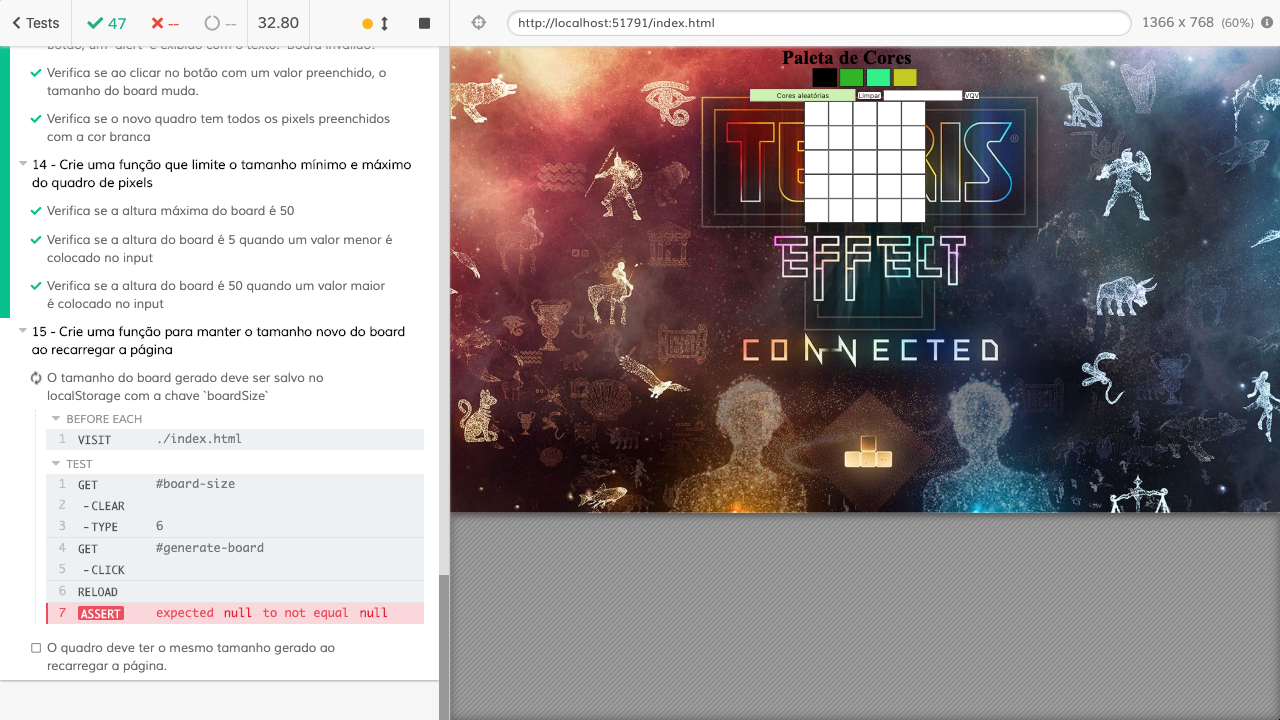 Tests
47
--
--
32.80
http://localhost:51791/index.html
1366 x 768 (60%)
botão, um `alert` é exibido com o texto: `Board inválido!`
Verifica se ao clicar no botão com um valor preenchido, o
tamanho do board muda.
Verifica se o novo quadro tem todos os pixels preenchidos
com a cor branca
14 - Crie uma função que limite o tamanho mínimo e máximo
do quadro de pixels
Verifica se a altura máxima do board é 50
Verifica se a altura do board é 5 quando um valor menor é
colocado no input
Verifica se a altura do board é 50 quando um valor maior
é colocado no input
15 - Crie uma função para manter o tamanho novo do board
ao recarregar a página
O tamanho do board gerado deve ser salvo no
localStorage com a chave `boardSize`
BEFORE EACH
1 VISIT ./index.html
TEST
1 GET #board-size
2 -CLEAR
3 -TYPE 6
4 GET #generate-board
5 -CLICK
6 RELOAD
7 ASSERT expected null to not equal null
O quadro deve ter o mesmo tamanho gerado ao
recarregar a página.
Paleta de Cores
Cores aleatórias Limpar VQV
TETRIS®
EFFECT
CONNECTED